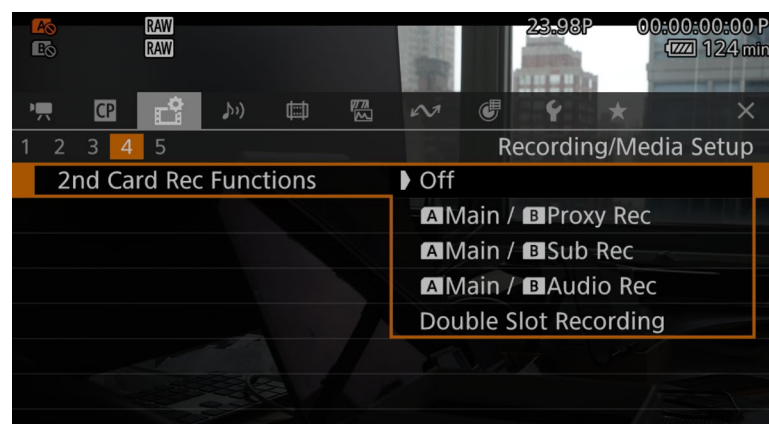 A RAW 23.98P 00:00:00:00 P
B RAW 124 min
CP
1 2 3 4 5 Recording/Media Setup
2nd Card Rec Functions Off
A Main / B Proxy Rec
A Main / B Sub Rec
A Main / B Audio Rec
Double Slot Recording